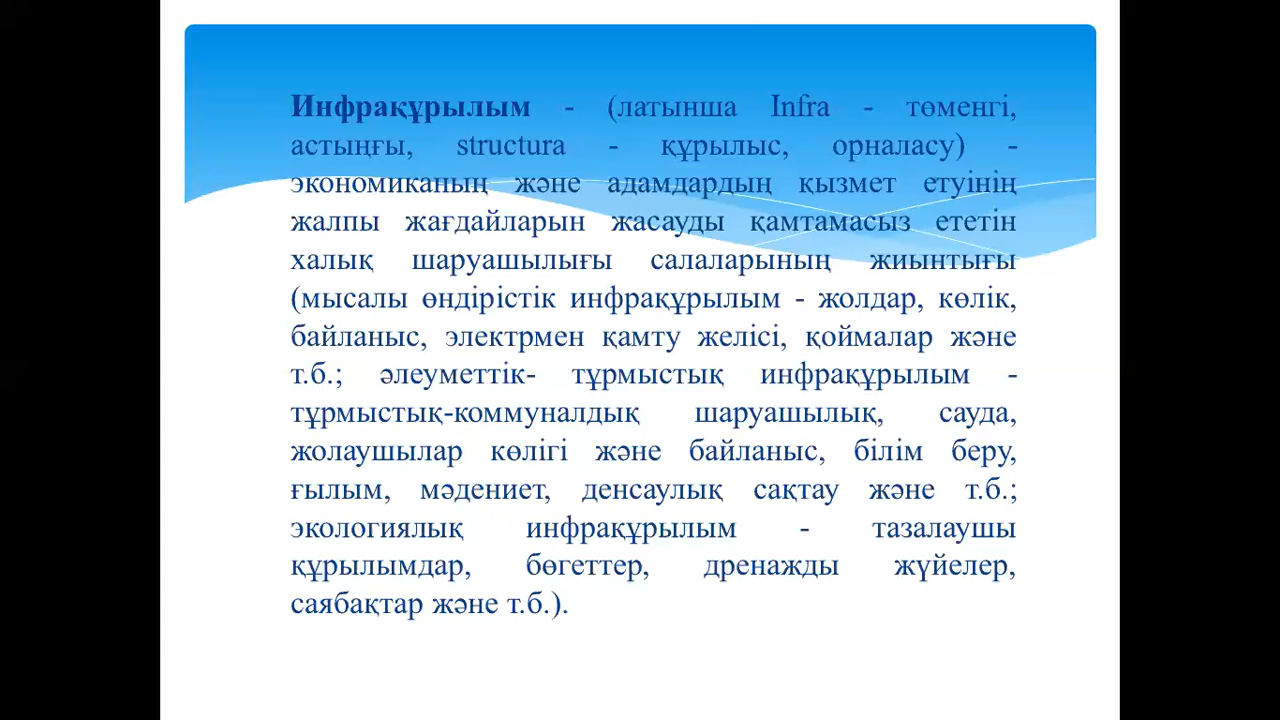 Инфрақұрылым - (латынша Infra - төменгі,
астыңғы, structura - құрылыс, орналасу) -
экономиканың және адамдардың қызмет етуінің
жалпы жағдайларын жасауды қамтамасыз ететін
халық шаруашылығы салаларының жиынтығы
(мысалы өндірістік инфрақұрылым - жолдар, көлік,
байланыс, электрмен қамту желісі, қоймалар және
т.б.; әлеуметтік- тұрмыстық инфрақұрылым -
тұрмыстық-коммуналдық шаруашылық, сауда,
жолаушылар көлігі және байланыс, білім беру,
ғылым, мәдениет, денсаулық сақтау және т.б.;
экологиялық инфрақұрылым - тазалаушы
құрылымдар, бөгеттер, дренажды жүйелер,
саябақтар және т.б.).